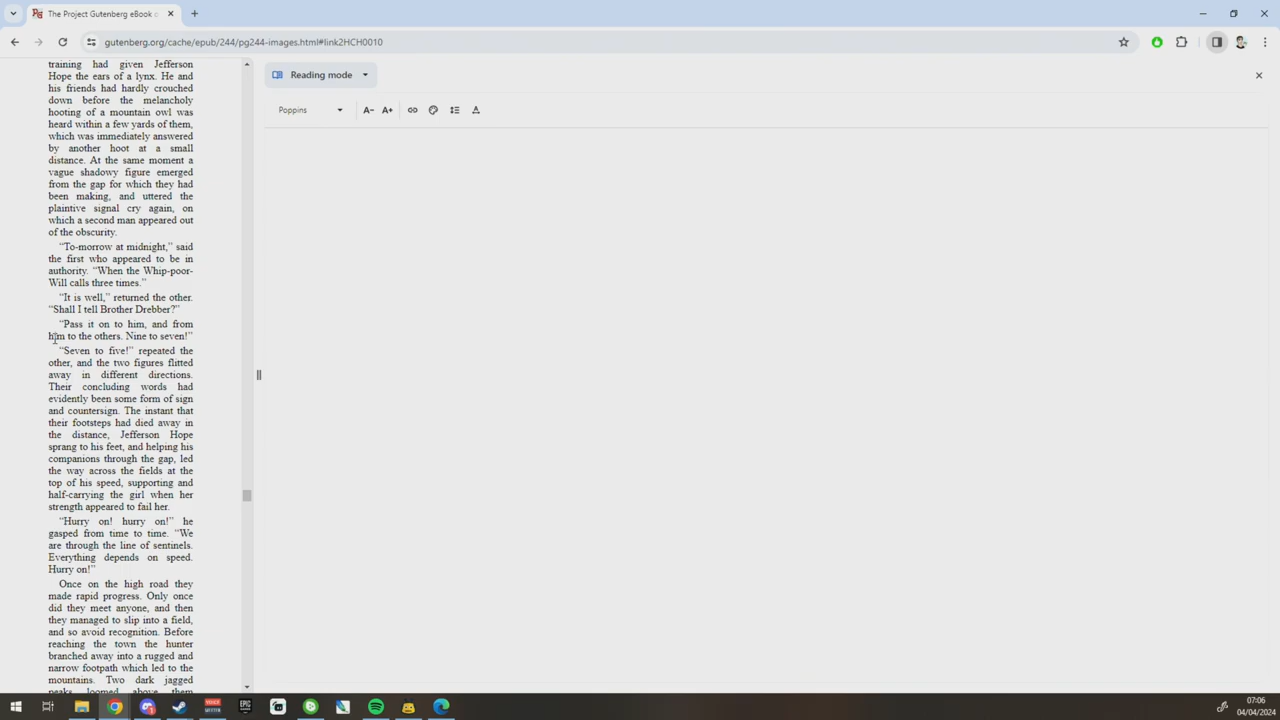 The Project Gutenberg eBook o
gutenberg.org/cache/epub/244/pg244-images.html#link2HCH0010
Reading mode
Poppins
A-
A+
training had given Jefferson
Hope the ears of a lynx. He and
his friends had hardly crouched
down before the melancholy
hooting of a mountain owl was
heard within a few yards of them,
which was immediately answered
by another hoot at a small
distance. At the same moment a
vague shadowy figure emerged
from the gap for which they had
been making, and uttered the
plaintive signal cry again, on
which a second man appeared out
of the obscurity.
“To-morrow at midnight,” said
the first who appeared to be in
authority. “When the Whip-poor-
Will calls three times.”
“It is well,” returned the other.
“Shall I tell Brother Drebber?”
“Pass it on to him, and from
him to the others. Nine to seven!”
“Seven to five!” repeated the
other, and the two figures flitted
away in different directions.
Their concluding words had
evidently been some form of sign
and countersign. The instant that
their footsteps had died away in
the distance, Jefferson Hope
sprang to his feet, and helping his
companions through the gap, led
the way across the fields at the
top of his speed, supporting and
half-carrying the girl when her
strength appeared to fail her.
“Hurry on! hurry on!” he
gasped from time to time. “We
are through the line of sentinels.
Everything depends on speed.
Hurry on!”
Once on the high road they
made rapid progress. Only once
did they meet anyone, and then
they managed to slip into a field,
and so avoid recognition. Before
reaching the town the hunter
branched away into a rugged and
narrow footpath which led to the
mountains. Two dark jagged
peaks loomed above them
07:06
04/04/2024